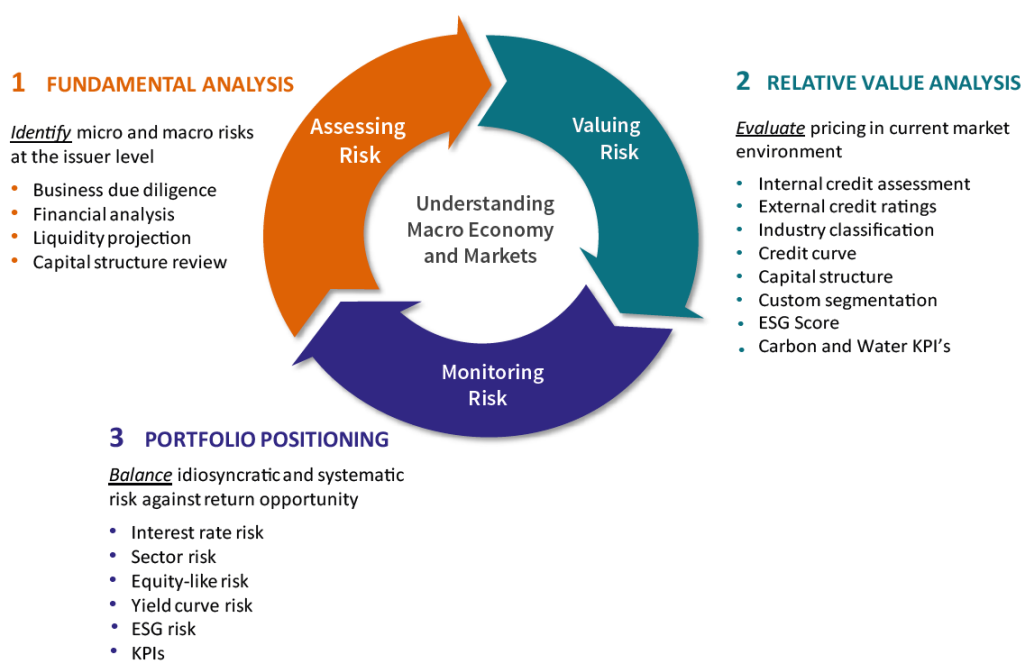 1 FUNDAMENTAL ANALYSIS
Identify micro and macro risks
at the issuer level
• Business due diligence
• Financial analysis
• Liquidity projection
• Capital structure review
Assessing
Risk
Valuing
Risk
Understanding
Macro Economy
and Markets
Monitoring
Risk
2 RELATIVE VALUE ANALYSIS
Evaluate pricing in current market
environment
• Internal credit assessment
• External credit ratings
• Industry classification
• Credit curve
• Capital structure
• Custom segmentation
• ESG Score
• Carbon and Water KPI's
3 PORTFOLIO POSITIONING
Balance idiosyncratic and systematic
risk against return opportunity
• Interest rate risk
• Sector risk
• Equity-like risk
• Yield curve risk
• ESG risk
• KPIs